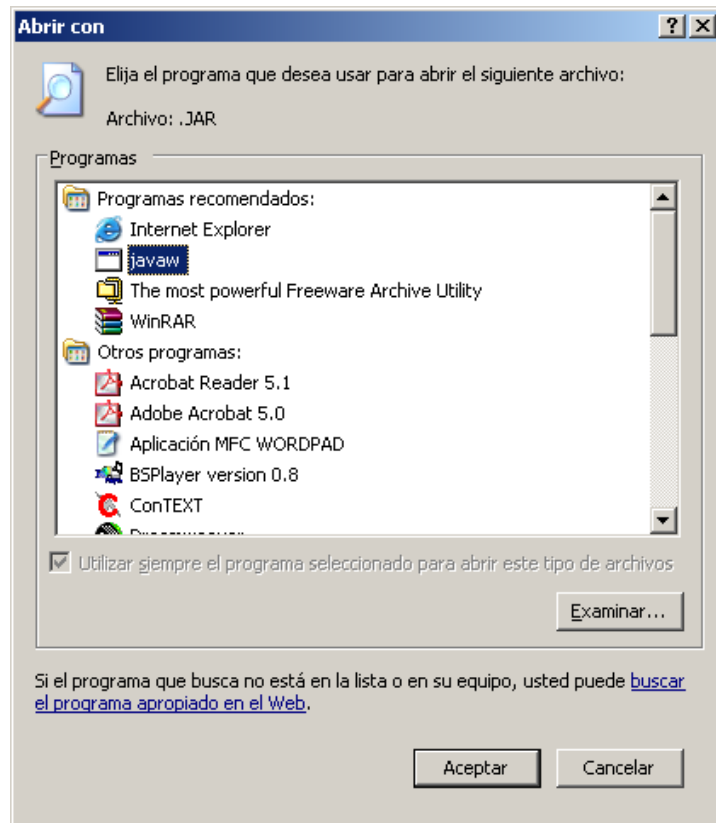 Abrir con
Elija el programa que desea usar para abrir el siguiente archivo:
Archivo: .JAR
Programas
Programas recomendados:
Internet Explorer
javaw
The most powerful Freeware Archive Utility
WinRAR
Otros programas:
Acrobat Reader 5.1
Adobe Acrobat 5.0
Aplicación MFC WORDPAD
BSPlayer version 0.8
ConTEXT
Utilizar siempre el programa seleccionado para abrir este tipo de archivos
Examinar...
Si el programa que busca no está en la lista o en su equipo, usted puede buscar
el programa apropiado en el Web.
Aceptar
Cancelar